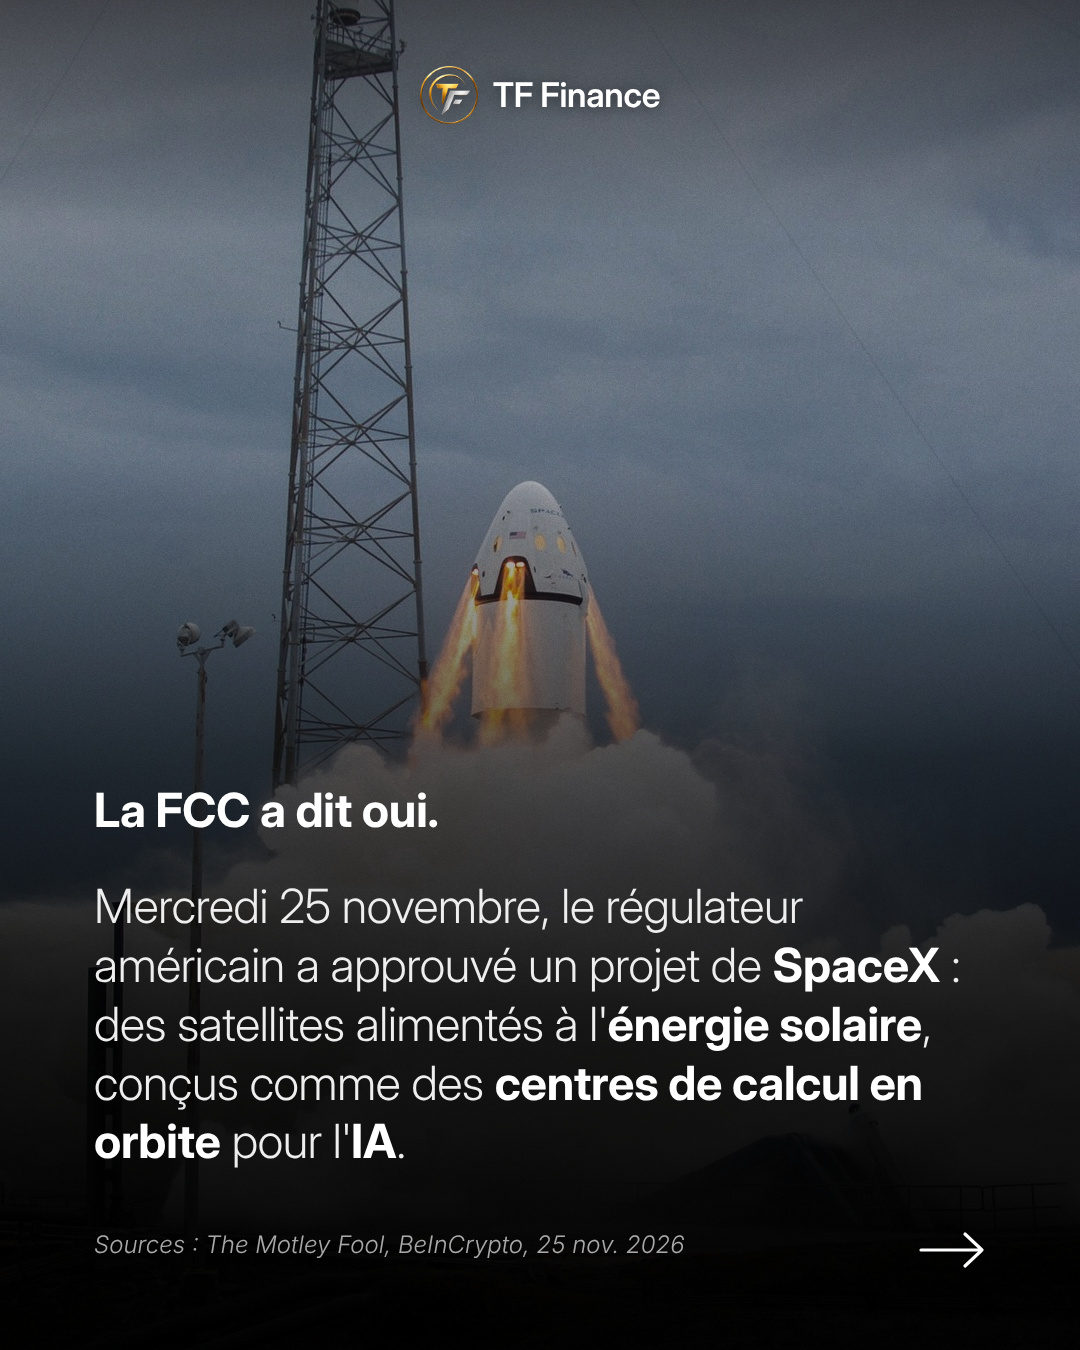 TF Finance
La FCC a dit oui.
Mercredi 25 novembre, le régulateur
américain a approuvé un projet de SpaceX :
des satellites alimentés à l'énergie solaire,
conçus comme des centres de calcul en
orbite pour l'IA.
Sources : The Motley Fool, BeInCrypto, 25 nov. 2026